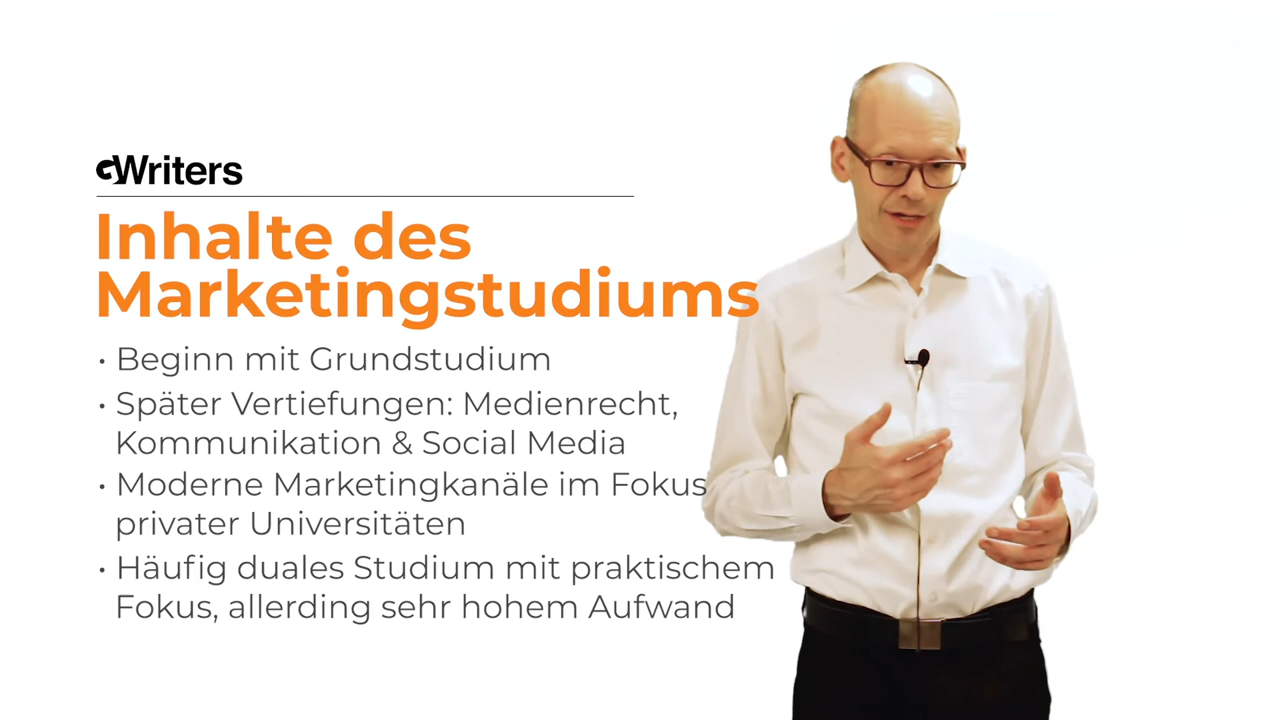 GWriters
Inhalte des
Marketingstudiums
• Beginn mit Grundstudium
• Später Vertiefungen: Medienrecht,
Kommunikation & Social Media
• Moderne Marketingkanäle im Fokus
privater Universitäten
• Häufig duales Studium mit praktischem
Fokus, allerding sehr hohem Aufwand